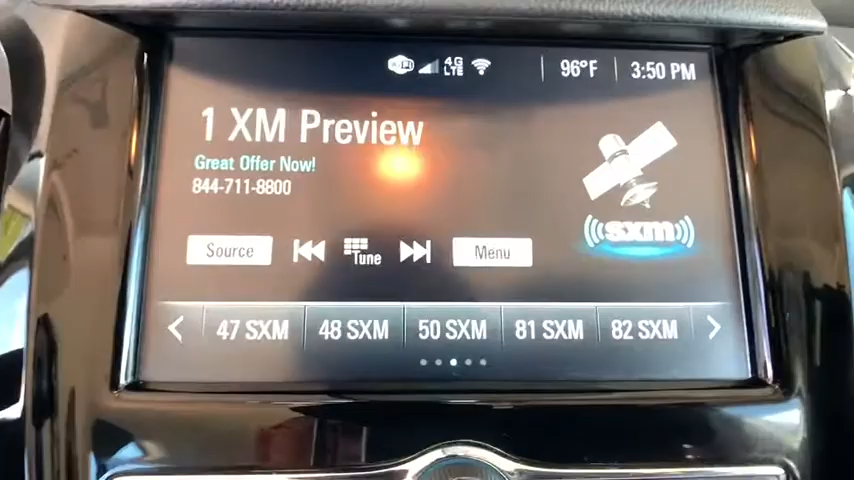 4G
LTE
96°F
3:50 PM
1 XM Preview
Great Offer Now!
844-711-8800
sxm
Source
Tune
Menu
47 SXM
48 SXM
50 SXM
81 SXM
82 SXM